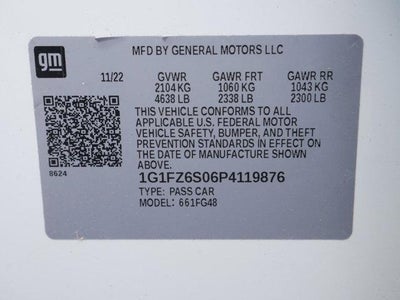 gm
MFD BY GENERAL MOTORS LLC
11/22 GVWR GAWR FRT GAWR RR
2104 KG 1060 KG 1043 KG
4638 LB 2338 LB 2300 LB
THIS VEHICLE CONFORMS TO ALL
APPLICABLE U.S. FEDERAL MOTOR
VEHICLE SAFETY, BUMPER, AND THEFT
PREVENTION STANDARDS IN EFFECT ON
THE DATE OF MANUFACTURE SHOWN
ABOVE.
8624
1G1FZ6S06P4119876
TYPE: PASS CAR
MODEL: 661FG48